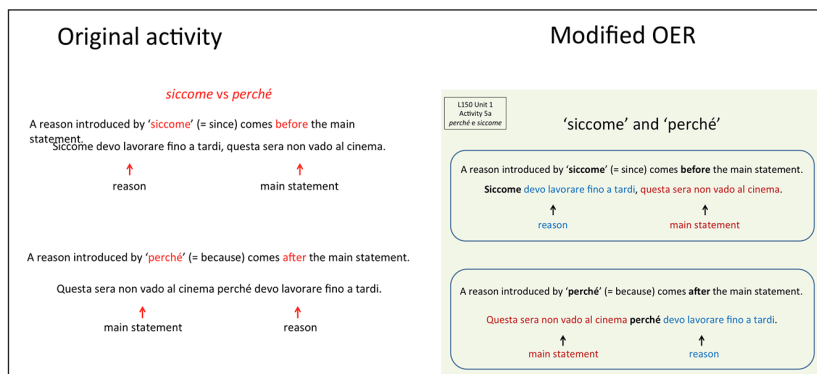 Original activity
siccome vs perché
A reason introduced by ‘siccome’ (= since) comes before the main
statement.
Siccome devo lavorare fino a tardi, questa sera non vado al cinema.
reason main statement
A reason introduced by ‘perché’ (= because) comes after the main statement.
Questa sera non vado al cinema perché devo lavorare fino a tardi.
main statement reason
Modified OER
L150 Unit 1
Activity 5a
perché e siccome
‘siccome’ and ‘perché’
A reason introduced by ‘siccome’ (= since) comes before the main statement.
Siccome devo lavorare fino a tardi, questa sera non vado al cinema.
reason main statement
A reason introduced by ‘perché’ (= because) comes after the main statement.
Questa sera non vado al cinema perché devo lavorare fino a tardi.
main statement reason